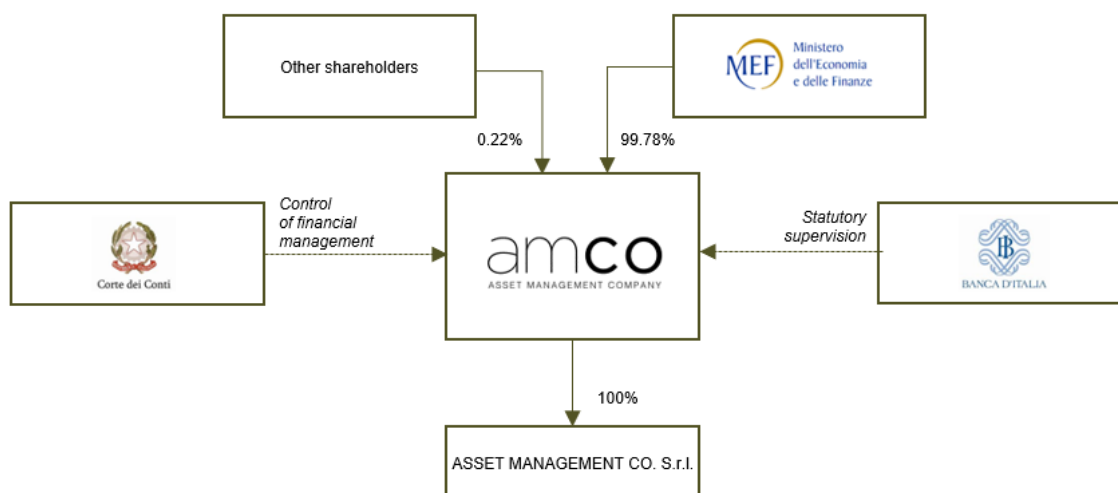 Other shareholders
MEF
Ministero
dell'Economia
e delle Finanze
0.22%
99.78%
Control
of financial
management
Corte dei Conti
amco
ASSET MANAGEMENT COMPANY
Statutory
supervision
BI
BANCA D'ITALIA
100%
ASSET MANAGEMENT CO. S.r.l.